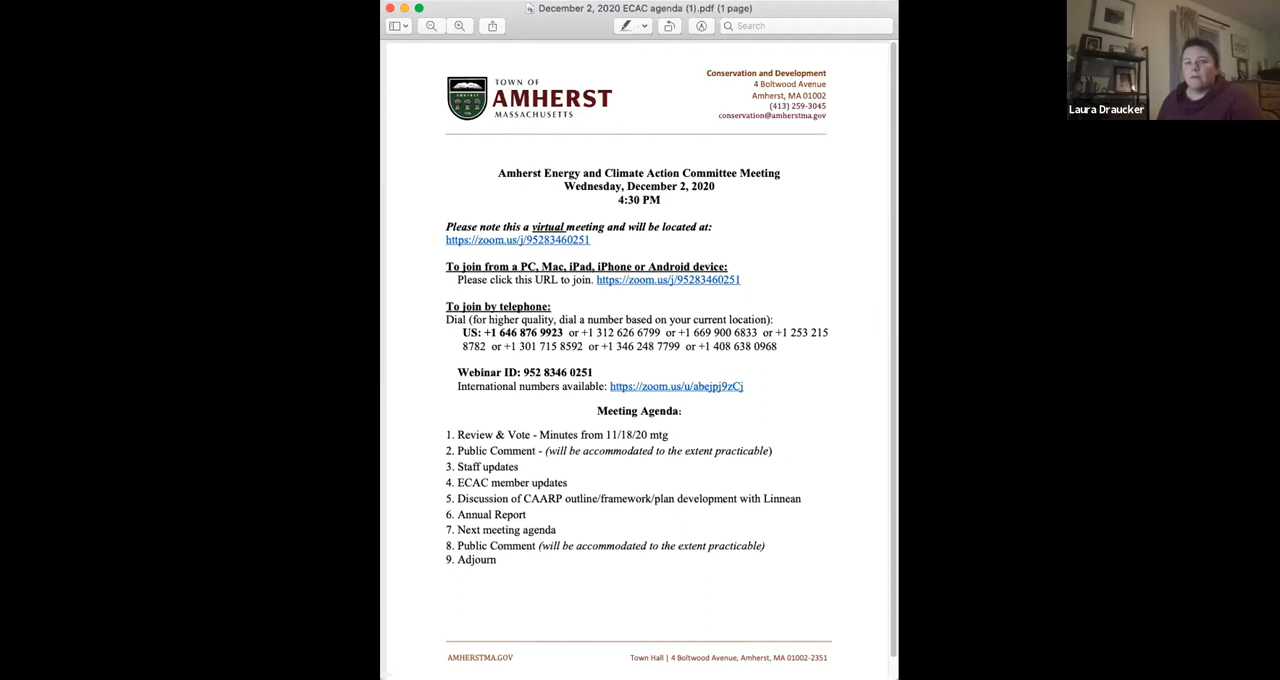 December 2, 2020 ECAC agenda (1).pdf (1 page)
Search
TOWN OF
AMHERST
MASSACHUSETTS
Conservation and Development
4 Boltwood Avenue
Amherst, MA 01002
(413) 259-3045
conservation@amherstma.gov
Amherst Energy and Climate Action Committee Meeting
Wednesday, December 2, 2020
4:30 PM
Please note this a virtual meeting and will be located at:
https://zoom.us/j/95283460251
To join from a PC, Mac, iPad, iPhone or Android device:
Please click this URL to join. https://zoom.us/j/95283460251
To join by telephone:
Dial (for higher quality, dial a number based on your current location):
US: +1 646 876 9923 or +1 312 626 6799 or +1 669 900 6833 or +1 253 215
8782 or +1 301 715 8592 or +1 346 248 7799 or +1 408 638 0968
Webinar ID: 952 8346 0251
International numbers available: https://zoom.us/u/abejpj9zCj
Meeting Agenda:
1. Review & Vote - Minutes from 11/18/20 mtg
2. Public Comment - (will be accommodated to the extent practicable)
3. Staff updates
4. ECAC member updates
5. Discussion of CAARP outline/framework/plan development with Linnean
6. Annual Report
7. Next meeting agenda
8. Public Comment (will be accommodated to the extent practicable)
9. Adjourn
AMHERSTMA.GOV
Town Hall | 4 Boltwood Avenue, Amherst, MA 01002-2351
Laura Draucker